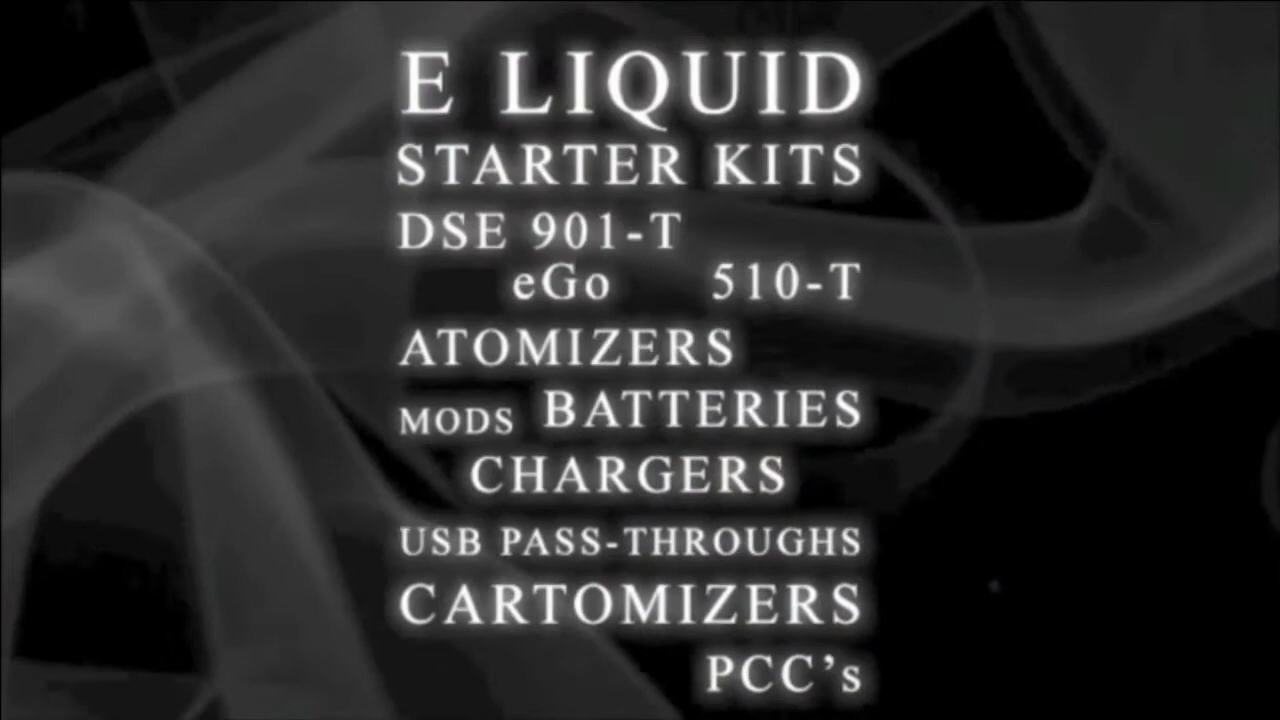 E LIQUID
STARTER KITS
DSE 901-T
eGo 510-T
ATOMIZERS
MODS BATTERIES
CHARGERS
USB PASS-THROUGHS
CARTOMIZERS
PCC's